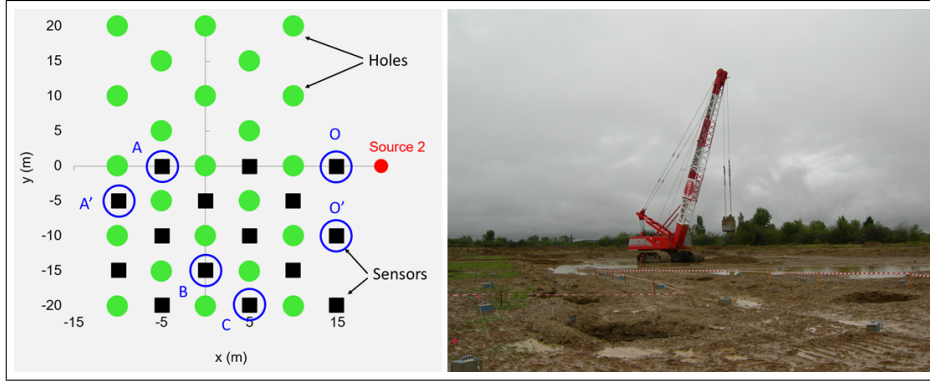 20
15
10
5
0
-5
-10
-15
-20
-15
-5
5
15
y (m)
x (m)
Holes
A
O
Source 2
A’
O’
Sensors
B
C